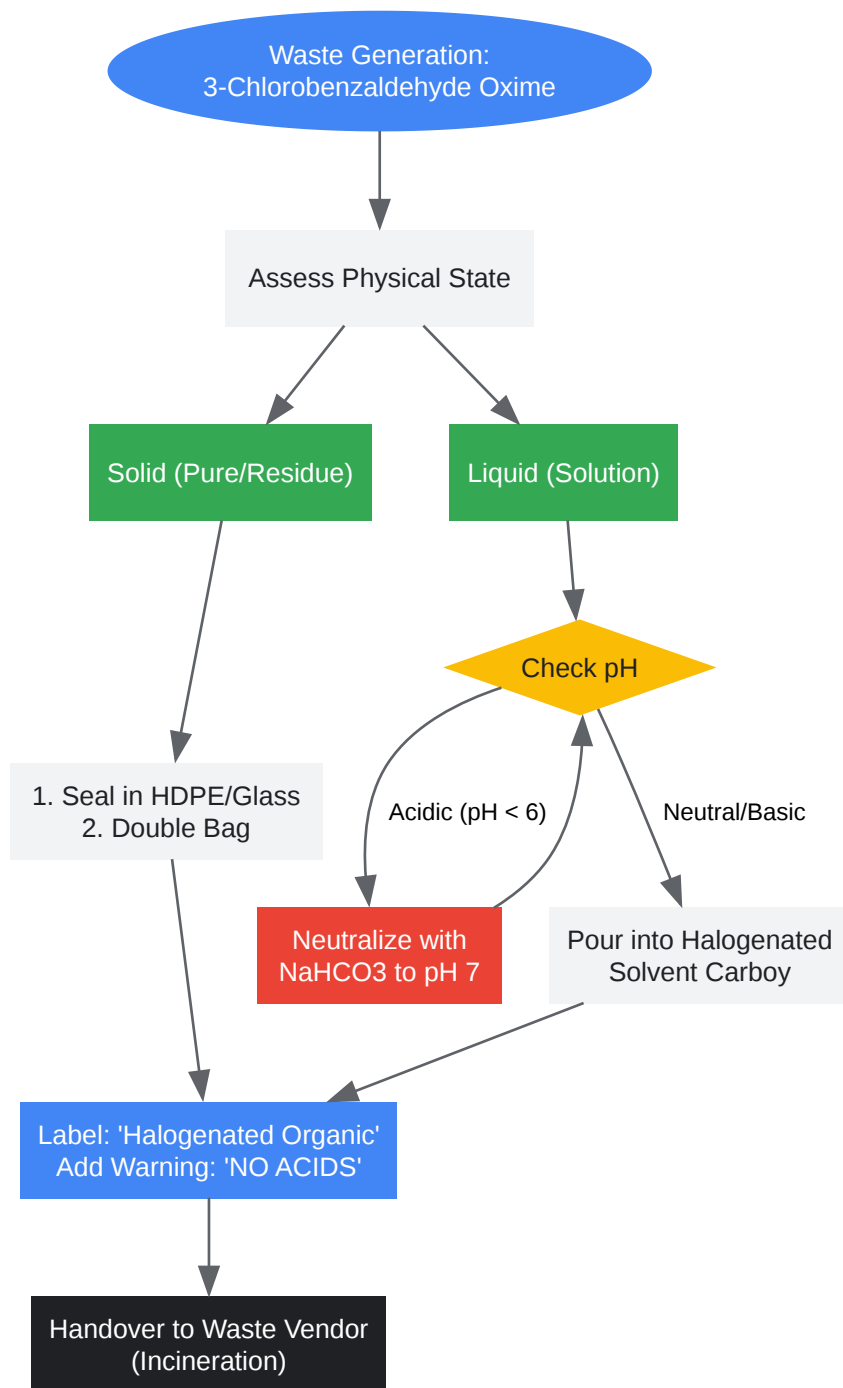 Waste Generation:
3-Chlorobenzaldehyde Oxime
Assess Physical State
Solid (Pure/Residue)
Liquid (Solution)
Check pH
1. Seal in HDPE/Glass
2. Double Bag
Acidic (pH < 6)
Neutral/Basic
Neutralize with
NaHCO3 to pH 7
Pour into Halogenated
Solvent Carboy
Label: 'Halogenated Organic'
Add Warning: 'NO ACIDS'
Handover to Waste Vendor
(Incineration)